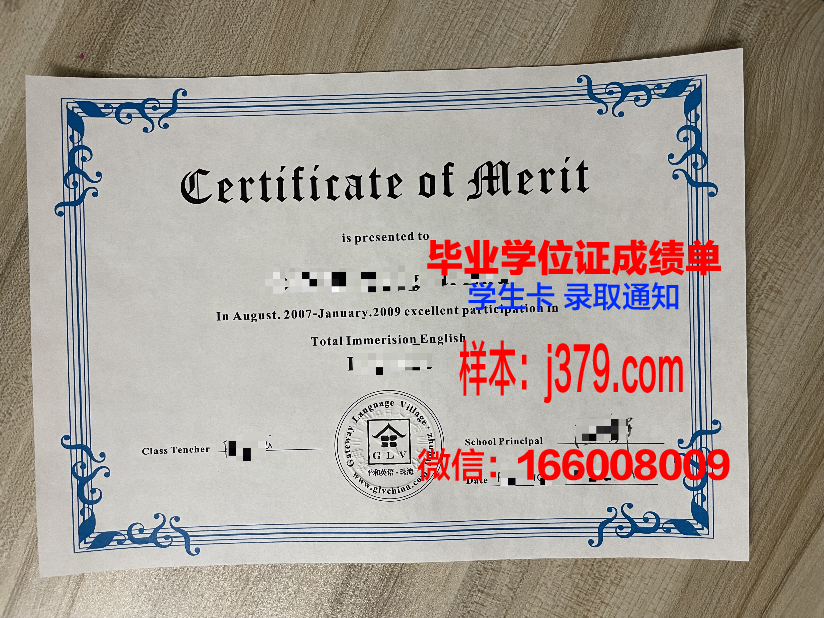 Certificate of Merit
is presented to
毕业学位证成绩单
学生卡 录取通知
In August. 2007-January.2009 excellent participation in
Total Immerision English
样本：j379.com
Gateway Language Village
GLV
www.glvchina.com
Class Tencher
School Principal
微信：166008009
Date